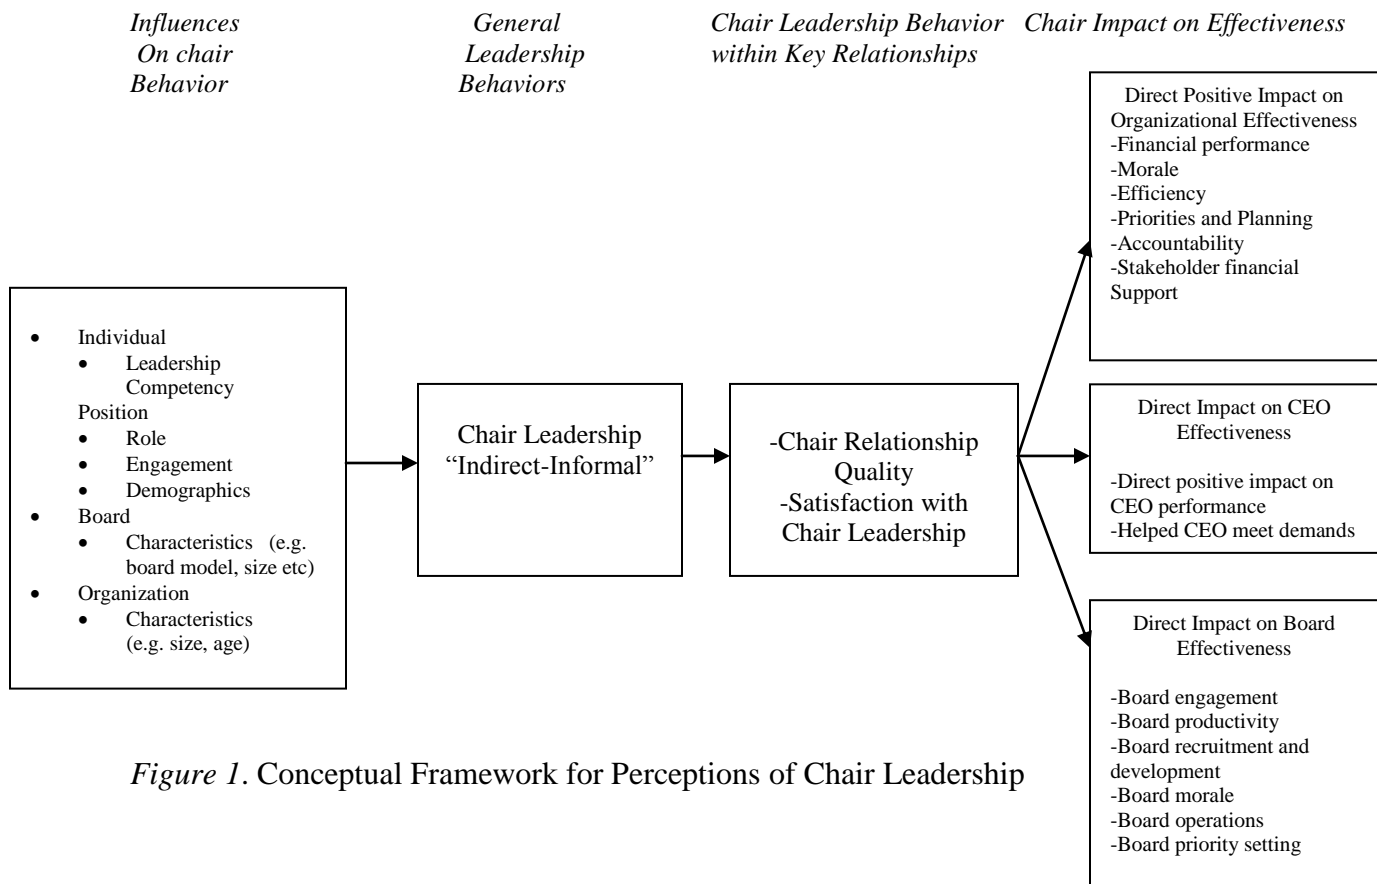 Influences
On chair
Behavior
General
Leadership
Behaviors
Chair Leadership Behavior
within Key Relationships
Chair Impact on Effectiveness
• Individual
• Leadership
Competency
Position
• Role
• Engagement
• Demographics
• Board
• Characteristics (e.g.
board model, size etc)
• Organization
• Characteristics
(e.g. size, age)
Chair Leadership
“Indirect-Informal”
-Chair Relationship
Quality
-Satisfaction with
Chair Leadership
Direct Positive Impact on
Organizational Effectiveness
-Financial performance
-Morale
-Efficiency
-Priorities and Planning
-Accountability
-Stakeholder financial
Support
Direct Impact on CEO
Effectiveness
-Direct positive impact on
CEO performance
-Helped CEO meet demands
Direct Impact on Board
Effectiveness
-Board engagement
-Board productivity
-Board recruitment and
development
-Board morale
-Board operations
-Board priority setting
Figure 1. Conceptual Framework for Perceptions of Chair Leadership